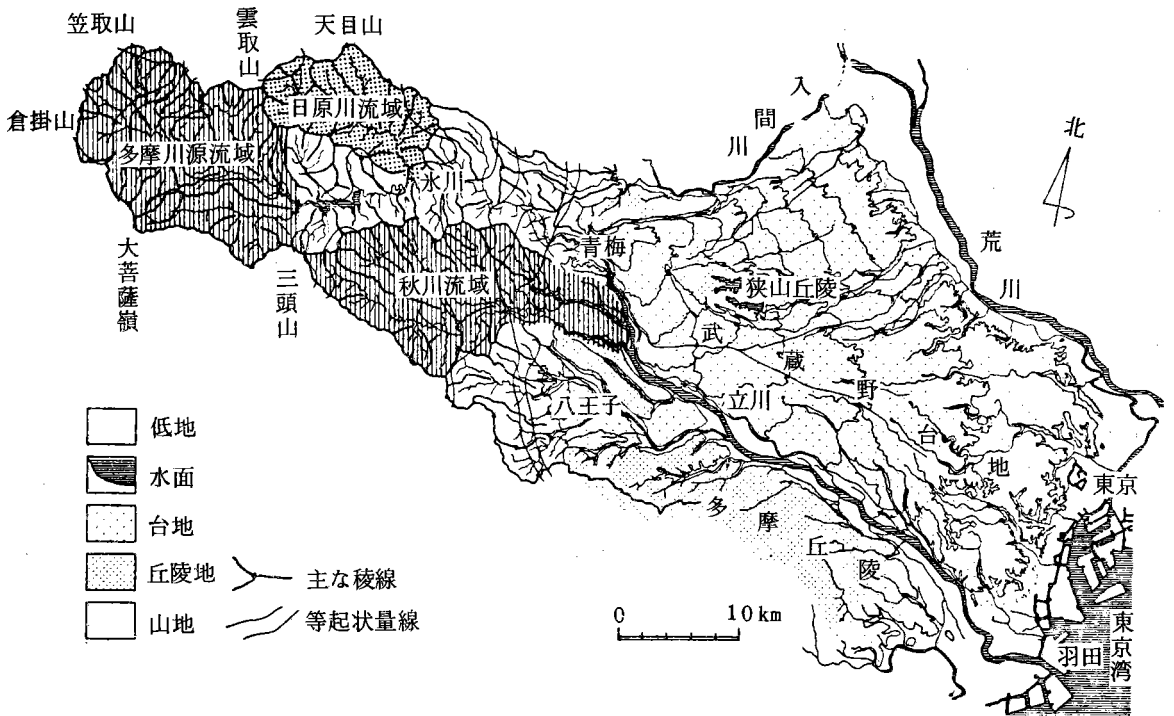 笠取山
雲取山
天目山
倉掛山
日原川流域
多摩川源流域
氷川
入間川
北
青梅
荒川
大菩薩嶺
三頭山
秋川流域
狭山丘陵
武蔵野台地
八王子
立川
低地
水面
台地
丘陵地
山地
主な稜線
等起状量線
多摩丘陵
東京
0 10km
羽田
東京湾